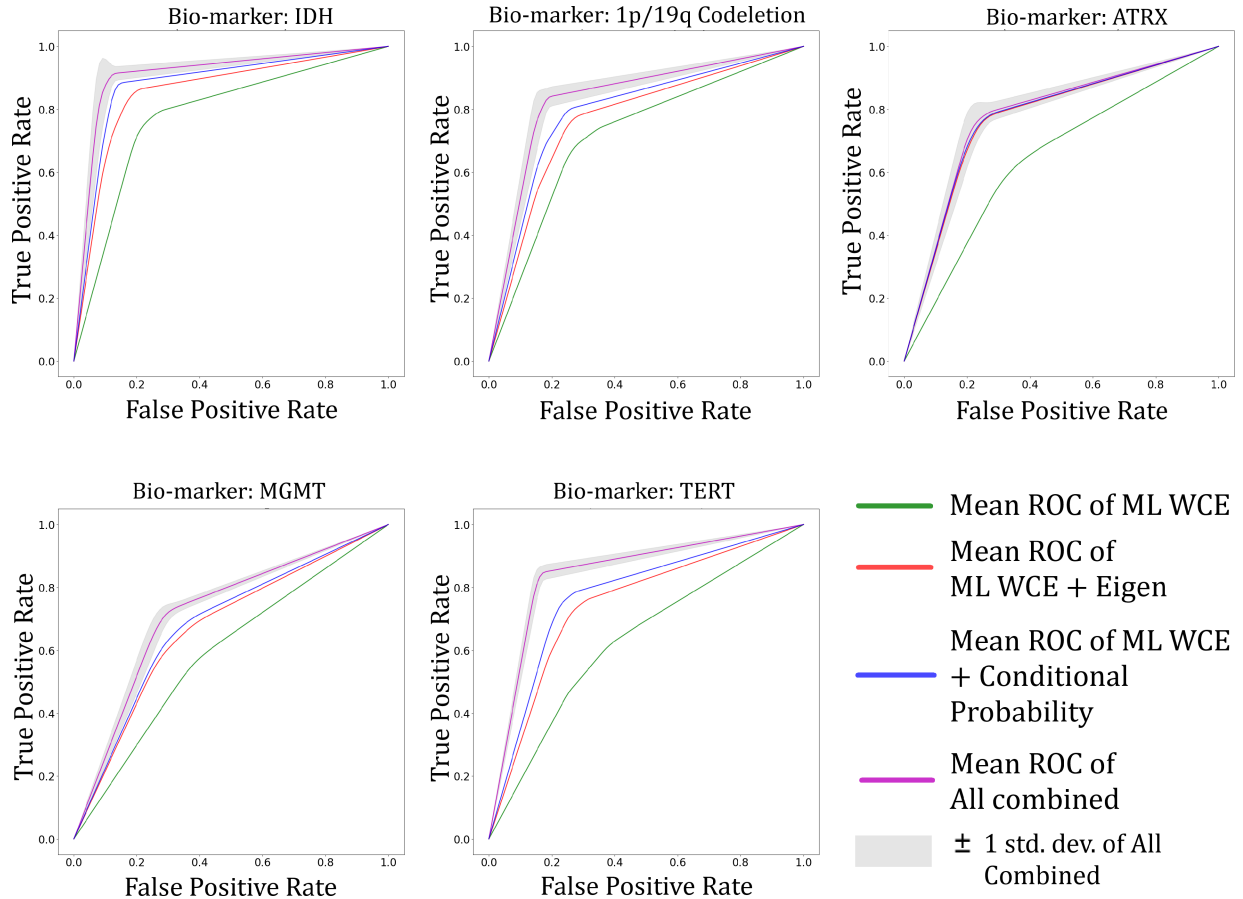 Bio-marker: IDH
Bio-marker: 1p/19q Codeletion
Bio-marker: ATRX
True Positive Rate
1.0
0.8
0.6
0.4
0.2
0.0
0.0 0.2 0.4 0.6 0.8 1.0
False Positive Rate
True Positive Rate
1.0
0.8
0.6
0.4
0.2
0.0
0.0 0.2 0.4 0.6 0.8 1.0
False Positive Rate
True Positive Rate
1.0
0.8
0.6
0.4
0.2
0.0
0.0 0.2 0.4 0.6 0.8 1.0
False Positive Rate
Bio-marker: MGMT
Bio-marker: TERT
True Positive Rate
1.0
0.8
0.6
0.4
0.2
0.0
0.0 0.2 0.4 0.6 0.8 1.0
False Positive Rate
True Positive Rate
1.0
0.8
0.6
0.4
0.2
0.0
0.0 0.2 0.4 0.6 0.8 1.0
False Positive Rate
Mean ROC of ML WCE
Mean ROC of
ML WCE + Eigen
Mean ROC of ML WCE
+ Conditional
Probability
Mean ROC of
All combined
± 1 std. dev. of All
Combined